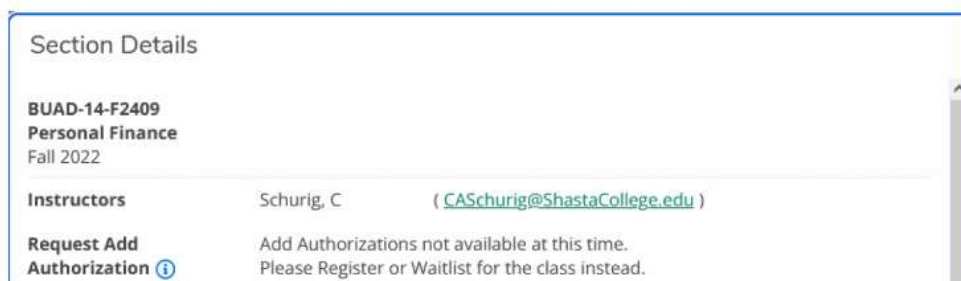 Section Details
BUAD-14-F2409
Personal Finance
Fall 2022
Instructors Schurig, C ( CASchurig@ShastaCollege.edu )
Request Add Add Authorizations not available at this time.
Authorization Please Register or Waitlist for the class instead.